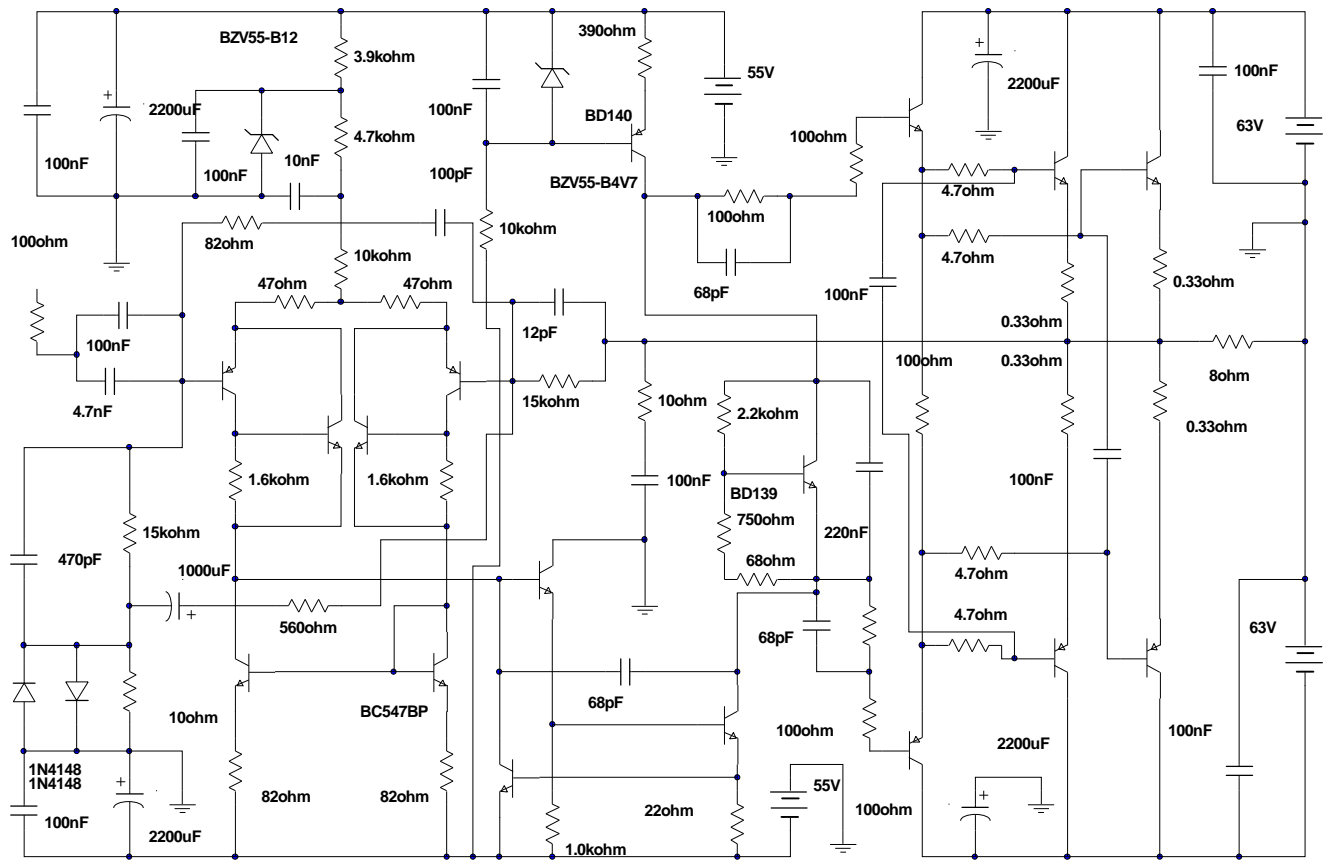 BZV55-B12
3.9kohm
390ohm
55V
2200uF
100nF
2200uF
100nF
BD140
100nF
4.7kohm
10nF
100nF
100pF
BZV55-B4V7
100ohm
63V
4.7ohm
100ohm
82ohm
10kohm
100ohm
10kohm
4.7ohm
47ohm
47ohm
68pF
100nF
0.33ohm
12pF
0.33ohm
0.33ohm
100nF
100ohm
8ohm
4.7nF
15kohm
10ohm
2.2kohm
0.33ohm
1.6kohm
1.6kohm
100nF
BD139
100nF
750ohm
220nF
15kohm
470pF
68ohm
1000uF
4.7ohm
4.7ohm
560ohm
68pF
63V
68pF
10ohm
BC547BP
100ohm
2200uF
100nF
1N4148
1N4148
55V
82ohm
82ohm
22ohm
100ohm
100nF
2200uF
1.0kohm